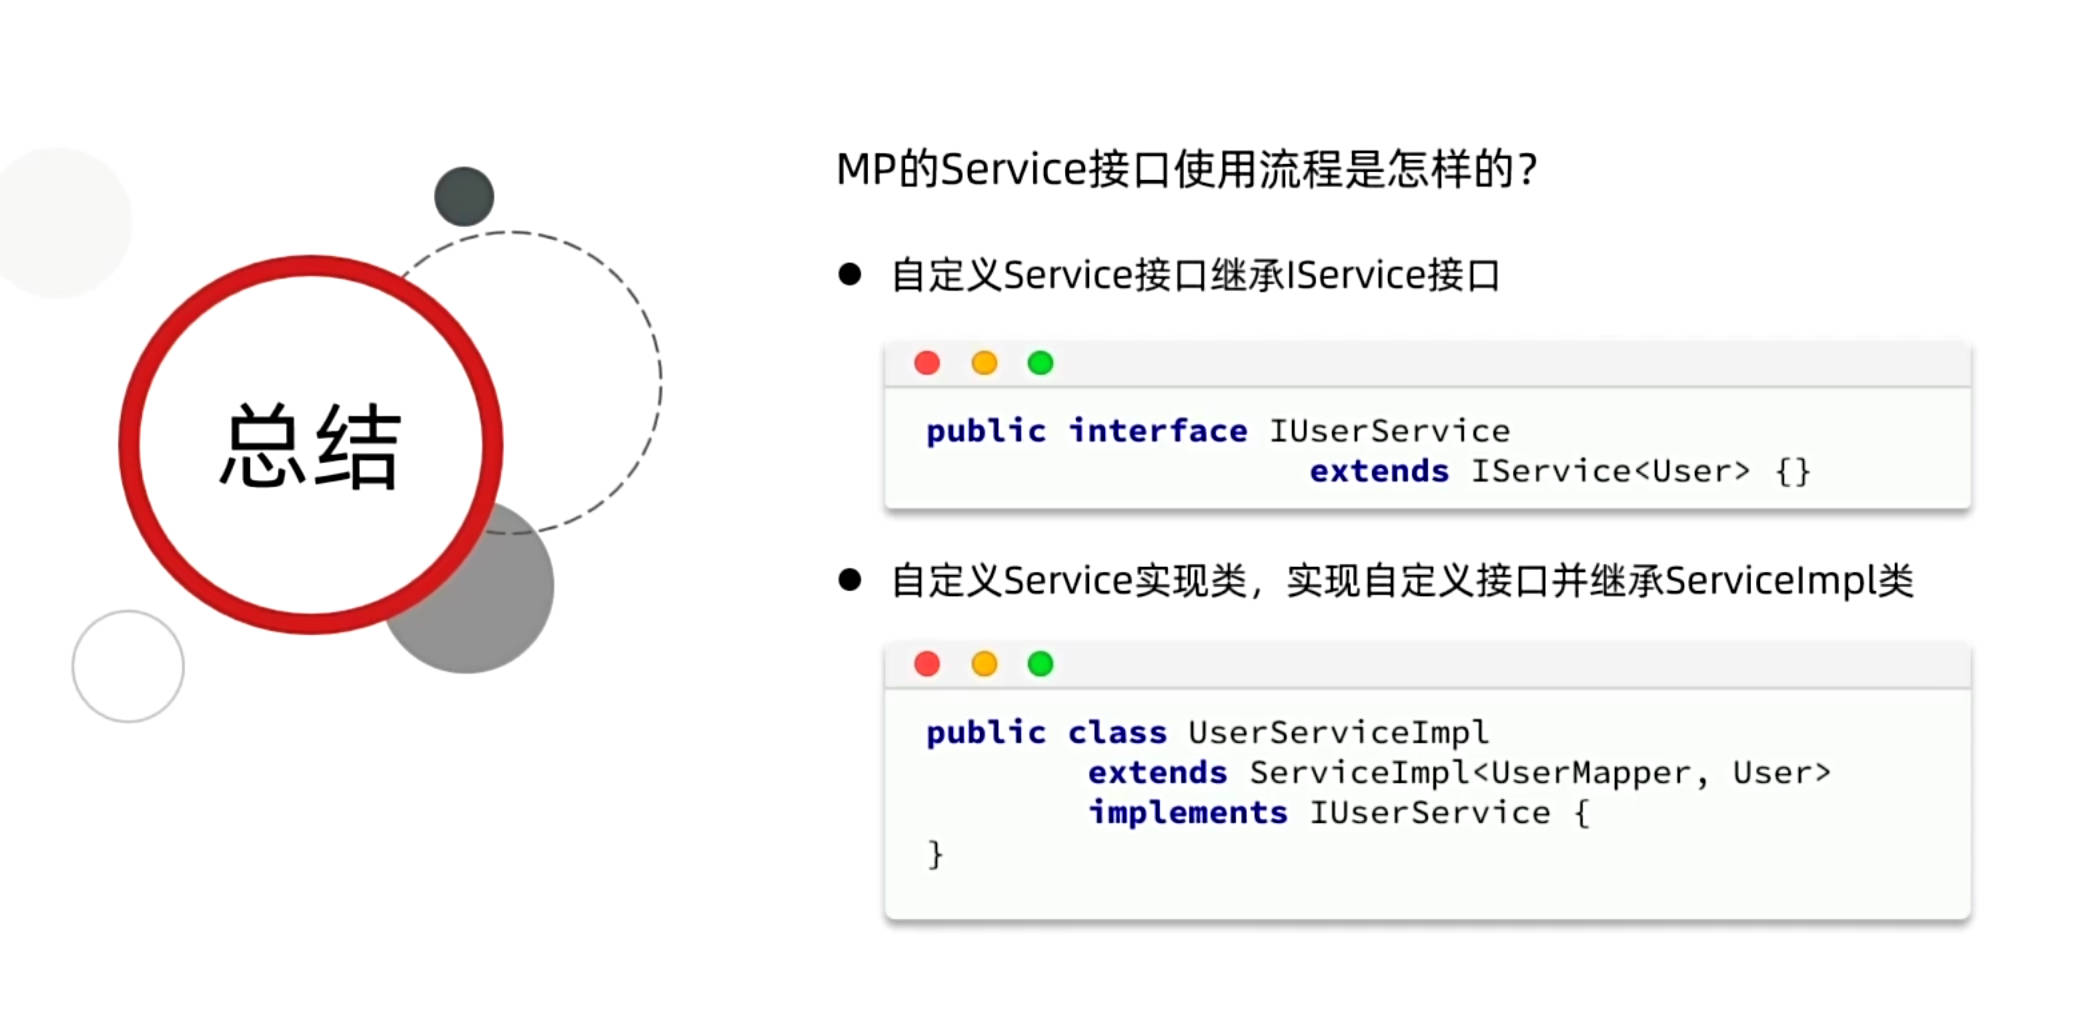 总结
MP的Service接口使用流程是怎样的？
自定义Service接口继承IService接口
public interface IUserService
extends IService<User> {}
自定义Service实现类，实现自定义接口并继承ServiceImpl类
public class UserServiceImpl
extends ServiceImpl<UserMapper, User>
implements IUserService {
}